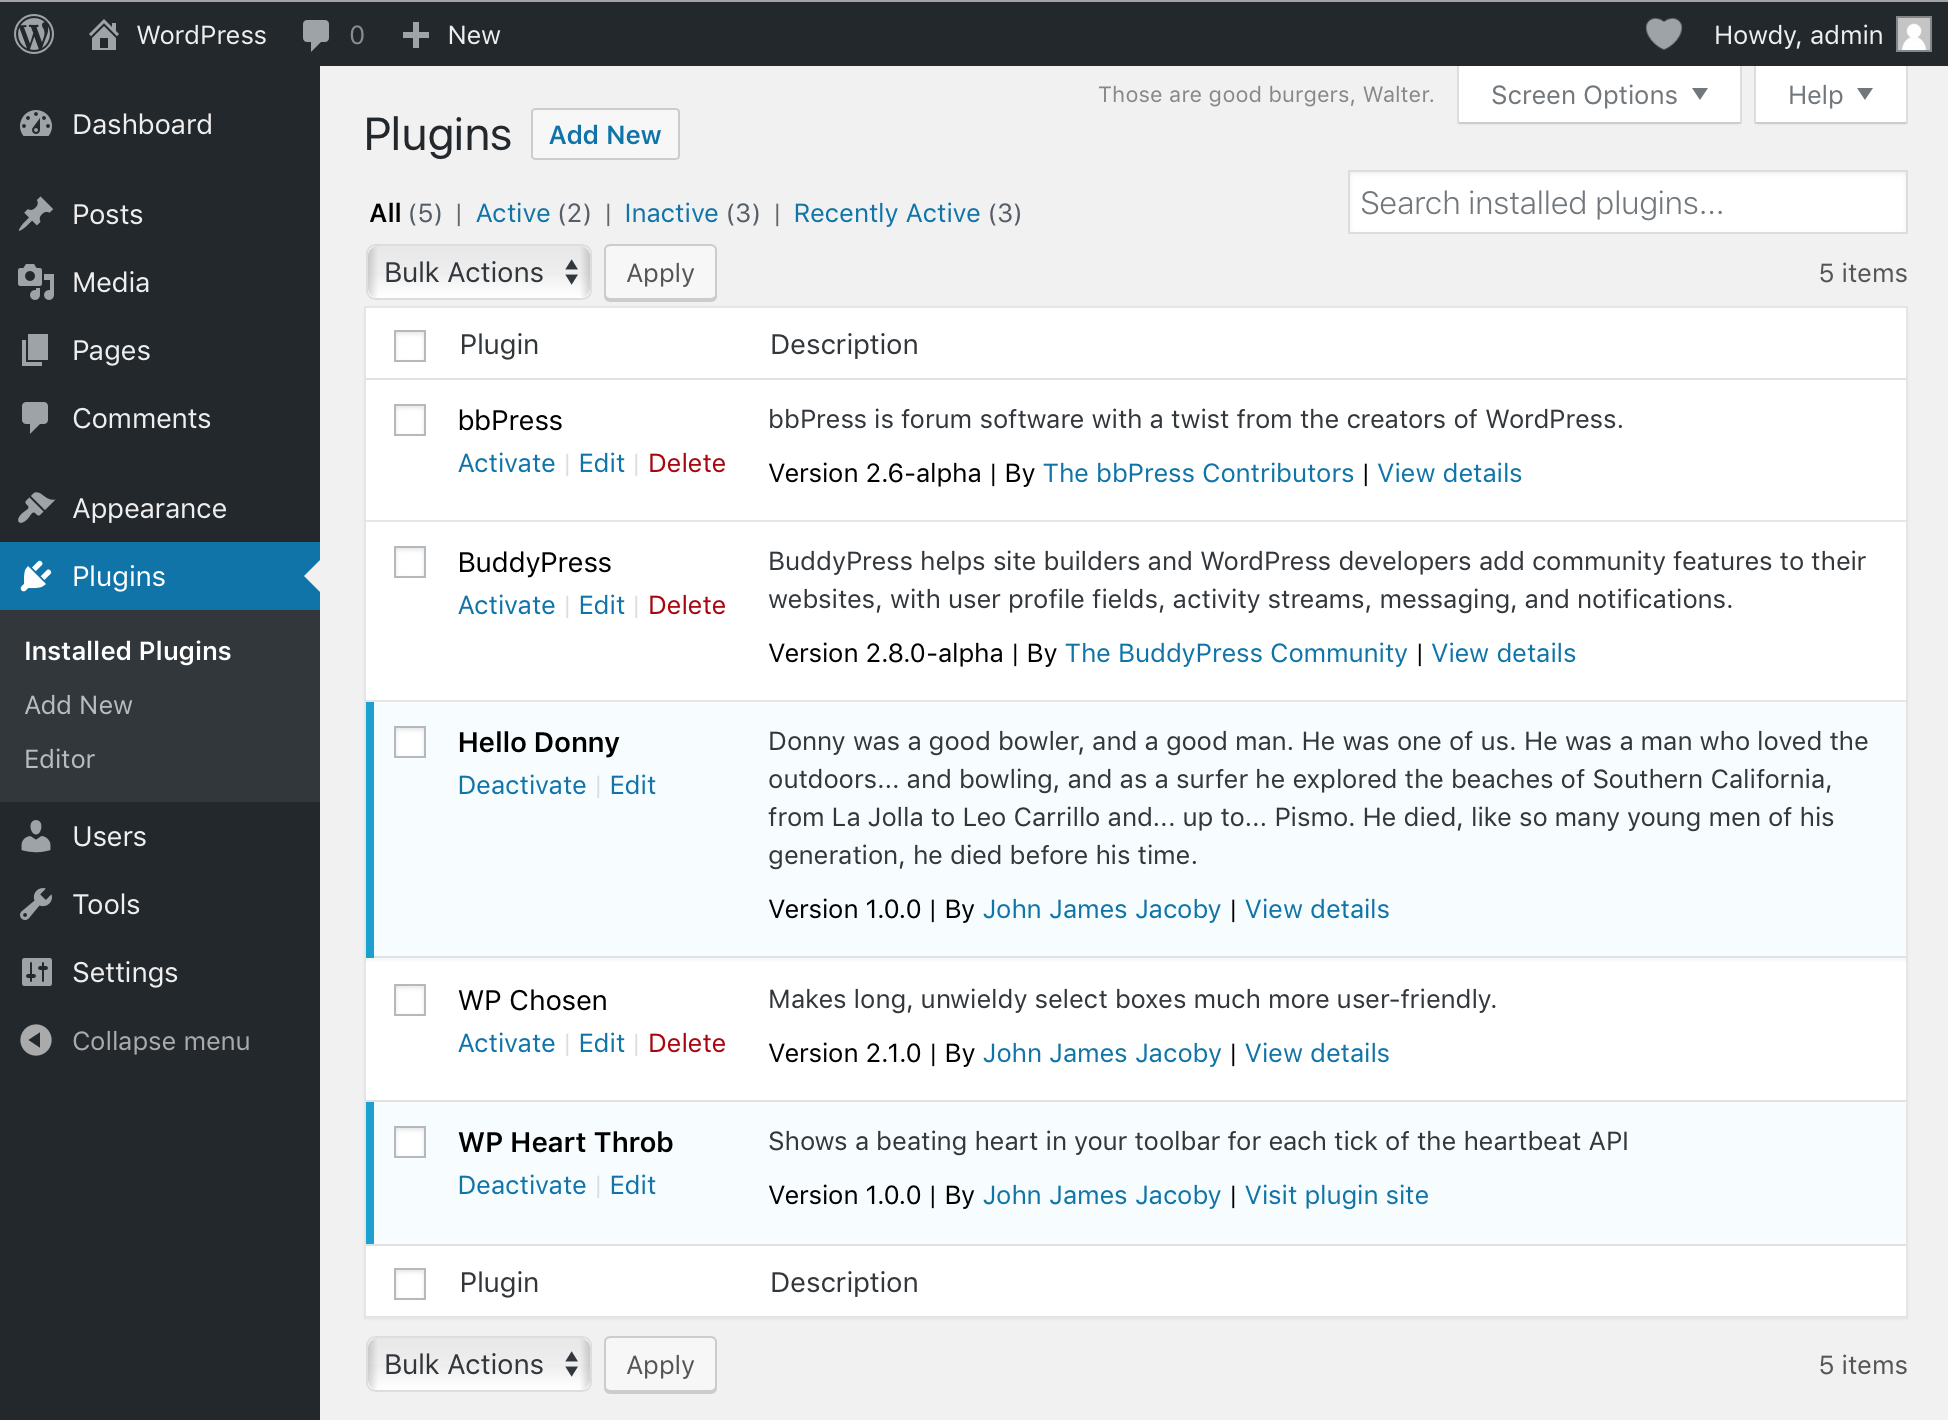 WordPress 0 New Howdy, admin
Dashboard
Posts
Media
Pages
Comments
Appearance
Plugins
Installed Plugins
Add New
Editor
Users
Tools
Settings
Collapse menu
Those are good burgers, Walter. Screen Options Help
Plugins Add New
All (5) | Active (2) | Inactive (3) | Recently Active (3)
Search installed plugins...
Bulk Actions Apply 5 items
Plugin Description
bbPress
Activate | Edit | Delete
bbPress is forum software with a twist from the creators of WordPress.
Version 2.6-alpha | By The bbPress Contributors | View details
BuddyPress
Activate | Edit | Delete
BuddyPress helps site builders and WordPress developers add community features to their
websites, with user profile fields, activity streams, messaging, and notifications.
Version 2.8.0-alpha | By The BuddyPress Community | View details
Hello Donny
Deactivate | Edit
Donny was a good bowler, and a good man. He was one of us. He was a man who loved the
outdoors... and bowling, and as a surfer he explored the beaches of Southern California,
from La Jolla to Leo Carrillo and... up to... Pismo. He died, like so many young men of his
generation, he died before his time.
Version 1.0.0 | By John James Jacoby | View details
WP Chosen
Activate | Edit | Delete
Makes long, unwieldy select boxes much more user-friendly.
Version 2.1.0 | By John James Jacoby | View details
WP Heart Throb
Deactivate | Edit
Shows a beating heart in your toolbar for each tick of the heartbeat API
Version 1.0.0 | By John James Jacoby | Visit plugin site
Plugin Description
Bulk Actions Apply 5 items